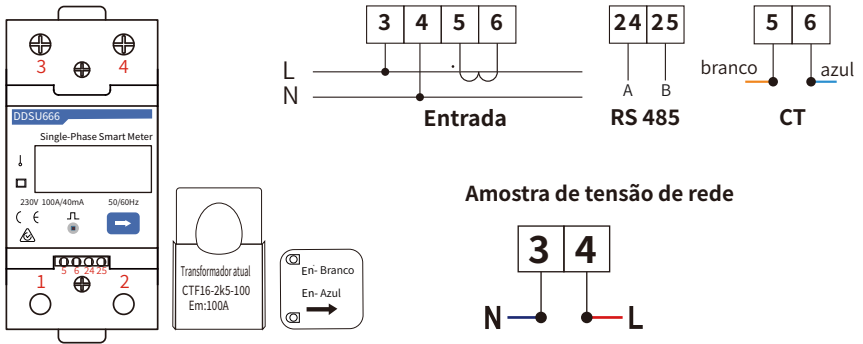 3 4
DDSU666
Single-Phase Smart Meter
230V 100A/40mA 50/60Hz
5 6 24 25
1 2
Transformador atual
CTF16-2k5-100
Em:100A
En- Branco
En- Azul
3 4 5 6
L
N
Entrada
24 25
A B
RS 485
5 6
branco azul
CT
Amostra de tensão de rede
3 4
N L